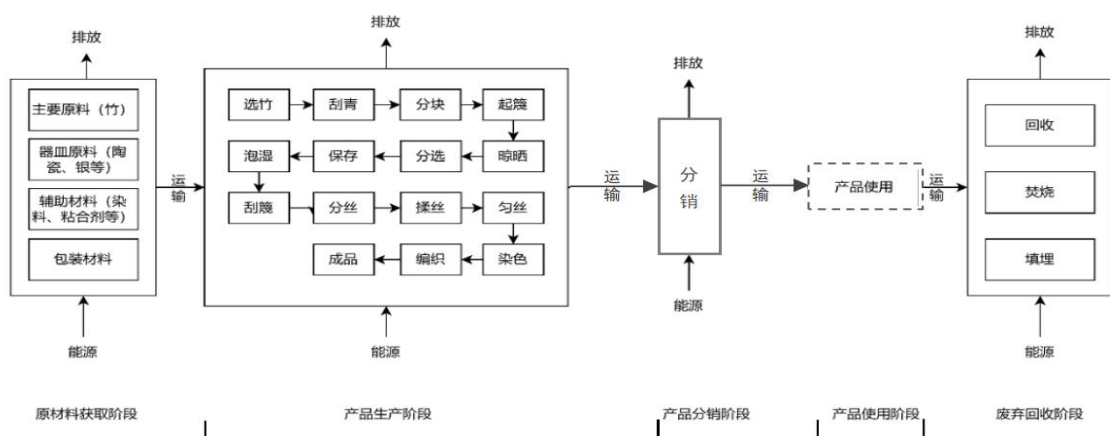 排放
主要原料（竹）
器皿原料（陶
瓷、银等）
辅助材料（染
料、粘合剂等）
包装材料
能源
运
输
排放
选竹
刮青
分块
起篾
晾晒
分选
保存
泡湿
刮篾
分丝
揉丝
匀丝
染色
编织
成品
能源
运
输
排放
分
销
能源
运
输
产品使用
运
输
排放
回收
焚烧
填埋
能源
原材料获取阶段
产品生产阶段
产品分销阶段
产品使用阶段
废弃回收阶段